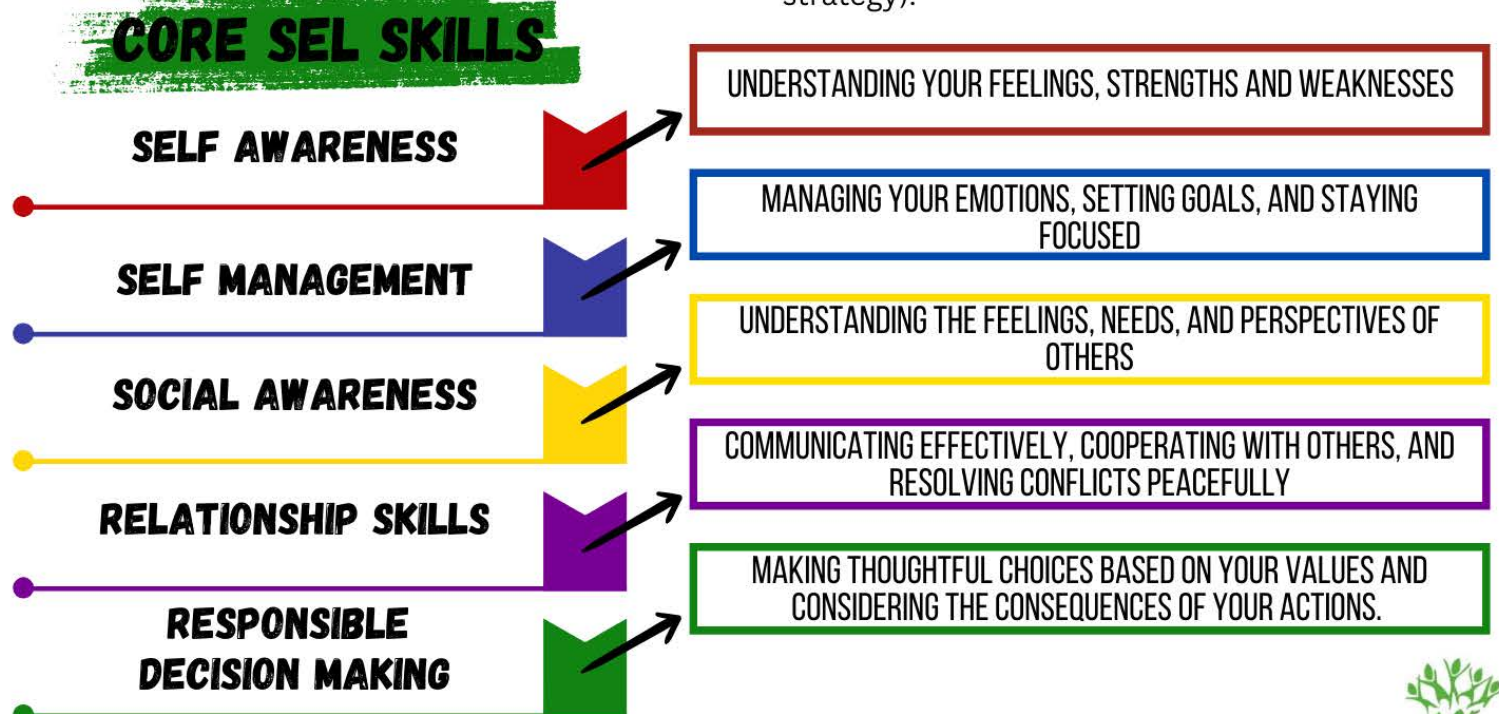 strategy).
CORE SEL SKILLS
SELF AWARENESS
UNDERSTANDING YOUR FEELINGS, STRENGTHS AND WEAKNESSES
SELF MANAGEMENT
MANAGING YOUR EMOTIONS, SETTING GOALS, AND STAYING
FOCUSED
SOCIAL AWARENESS
UNDERSTANDING THE FEELINGS, NEEDS, AND PERSPECTIVES OF
OTHERS
RELATIONSHIP SKILLS
COMMUNICATING EFFECTIVELY, COOPERATING WITH OTHERS, AND
RESOLVING CONFLICTS PEACEFULLY
RESPONSIBLE
DECISION MAKING
MAKING THOUGHTFUL CHOICES BASED ON YOUR VALUES AND
CONSIDERING THE CONSEQUENCES OF YOUR ACTIONS.